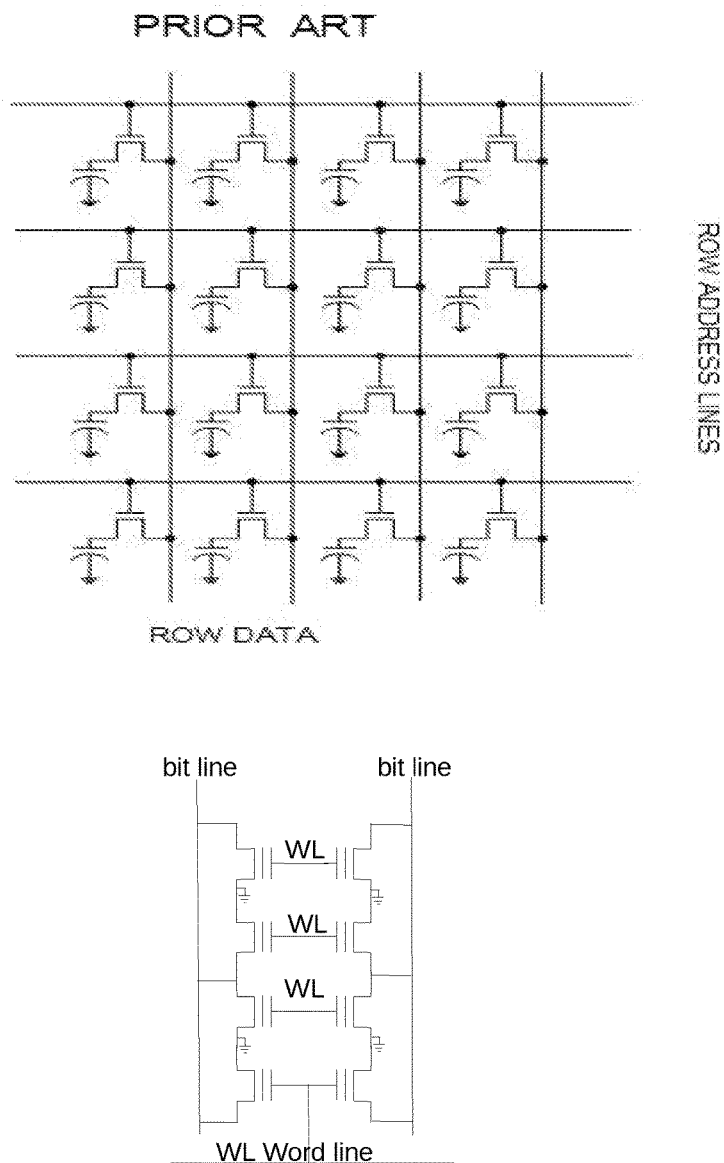 PRIOR ART
ROW ADDRESS LINES
ROW DATA
bit line bit line
WL
WL
WL
WL Word line